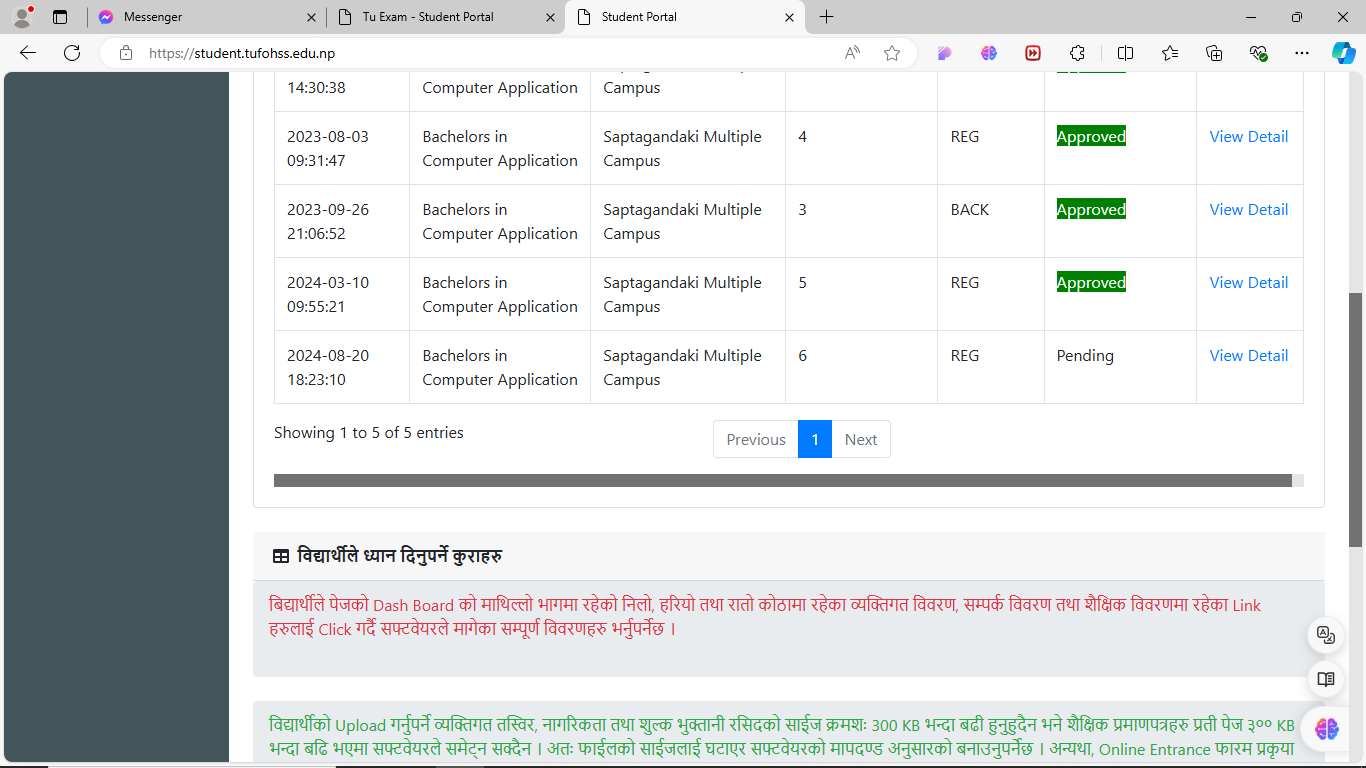 Messenger
Tu Exam - Student Portal
Student Portal
https://student.tufohss.edu.np
14:30:38
Computer Application
Campus
2023-08-03
09:31:47
Bachelors in
Computer Application
Saptagandaki Multiple
Campus
4
REG
Approved
View Detail
2023-09-26
21:06:52
Bachelors in
Computer Application
Saptagandaki Multiple
Campus
3
BACK
Approved
View Detail
2024-03-10
09:55:21
Bachelors in
Computer Application
Saptagandaki Multiple
Campus
5
REG
Approved
View Detail
2024-08-20
18:23:10
Bachelors in
Computer Application
Saptagandaki Multiple
Campus
6
REG
Pending
View Detail
Showing 1 to 5 of 5 entries
Previous
1
Next
विद्यार्थीले ध्यान दिनुपर्ने कुराहरु
बिद्यार्थीले पेजको Dash Board को माथिल्लो भागमा रहेको निलो, हरियो तथा रातो कोठामा रहेका व्यक्तिगत विवरण, सम्पर्क विवरण तथा शैक्षिक विवरणमा रहेका Link
हरुलाई Click गर्दै सफ्टवेयरले मागेका सम्पूर्ण विवरणहरु भर्नुपर्नेछ ।
विद्यार्थीको Upload गर्नुपर्ने व्यक्तिगत तस्विर, नागरिकता तथा शुल्क भुक्तानी रसिदको साईज क्रमशः 300 KB भन्दा बढी हुनुहुदैन भने शैक्षिक प्रमाणपत्रहरु प्रती पेज ३०० KB
भन्दा बढि भएमा सफ्टवेयरले समेट्न सक्दैन । अतः फाईलको साईजलाई घटाएर सफ्टवेयरको मापदण्ड अनुसारको बनाउनुपर्नेछ । अन्यथा, Online Entrance फारम प्रकृया